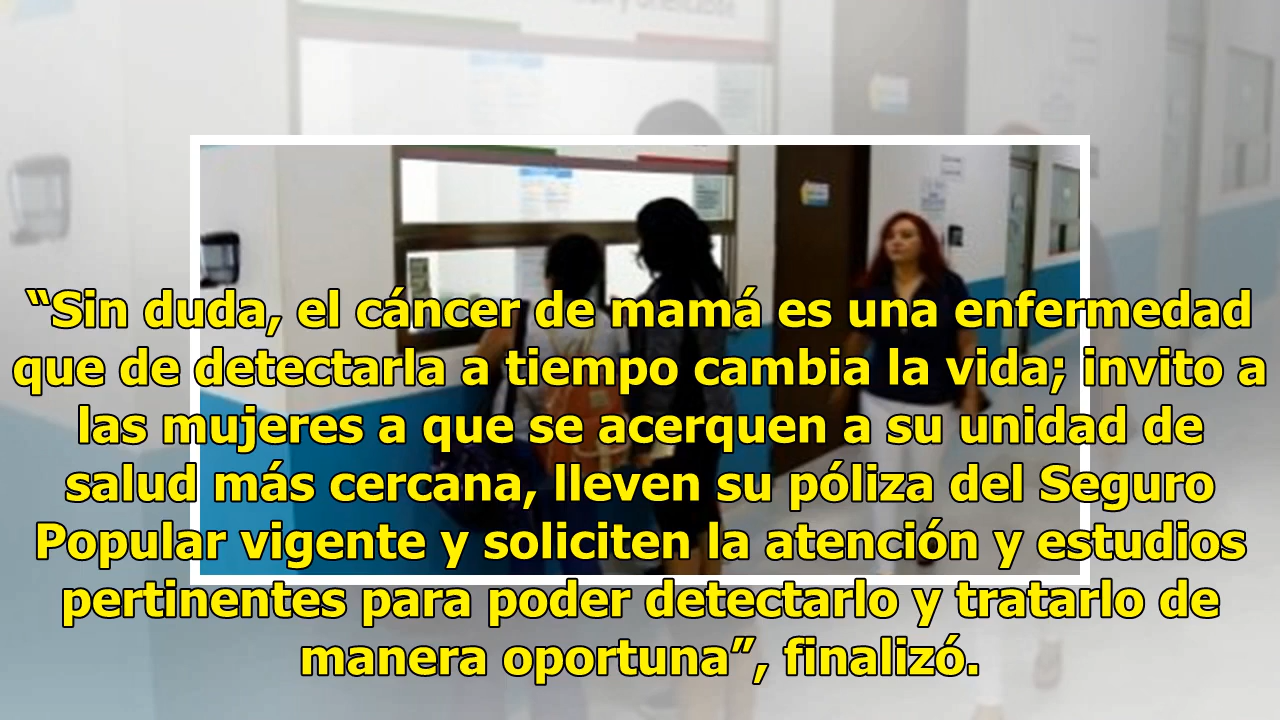 “Sin duda, el cáncer de mamá es una enfermedad
que de detectarla a tiempo cambia la vida; invito a
las mujeres a que se acerquen a su unidad de
salud más cercana, lleven su póliza del Seguro
Popular vigente y soliciten la atención y estudios
pertinentes para poder detectarlo y tratarlo de
manera oportuna”, finalizó.